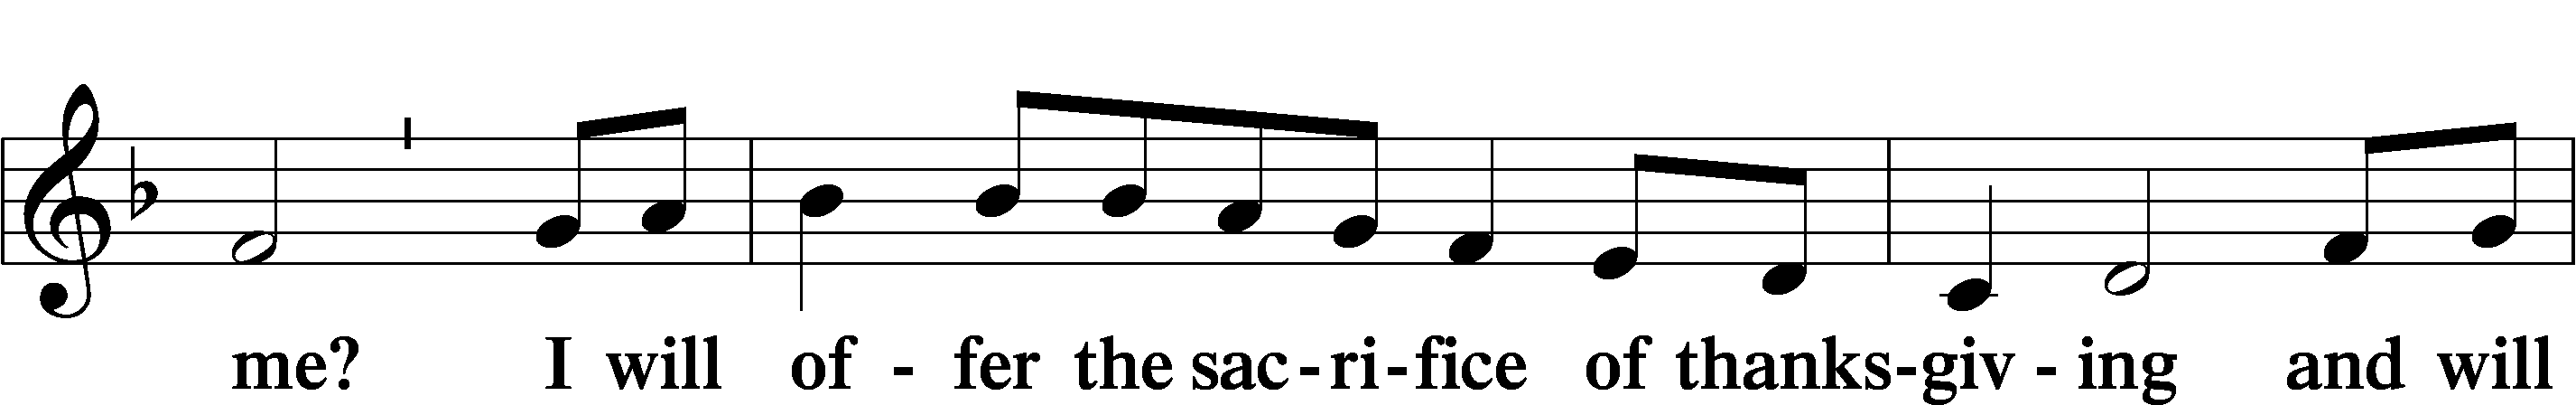 me? I will of - fer the sac-ri-fice of thanks-giv - ing and will